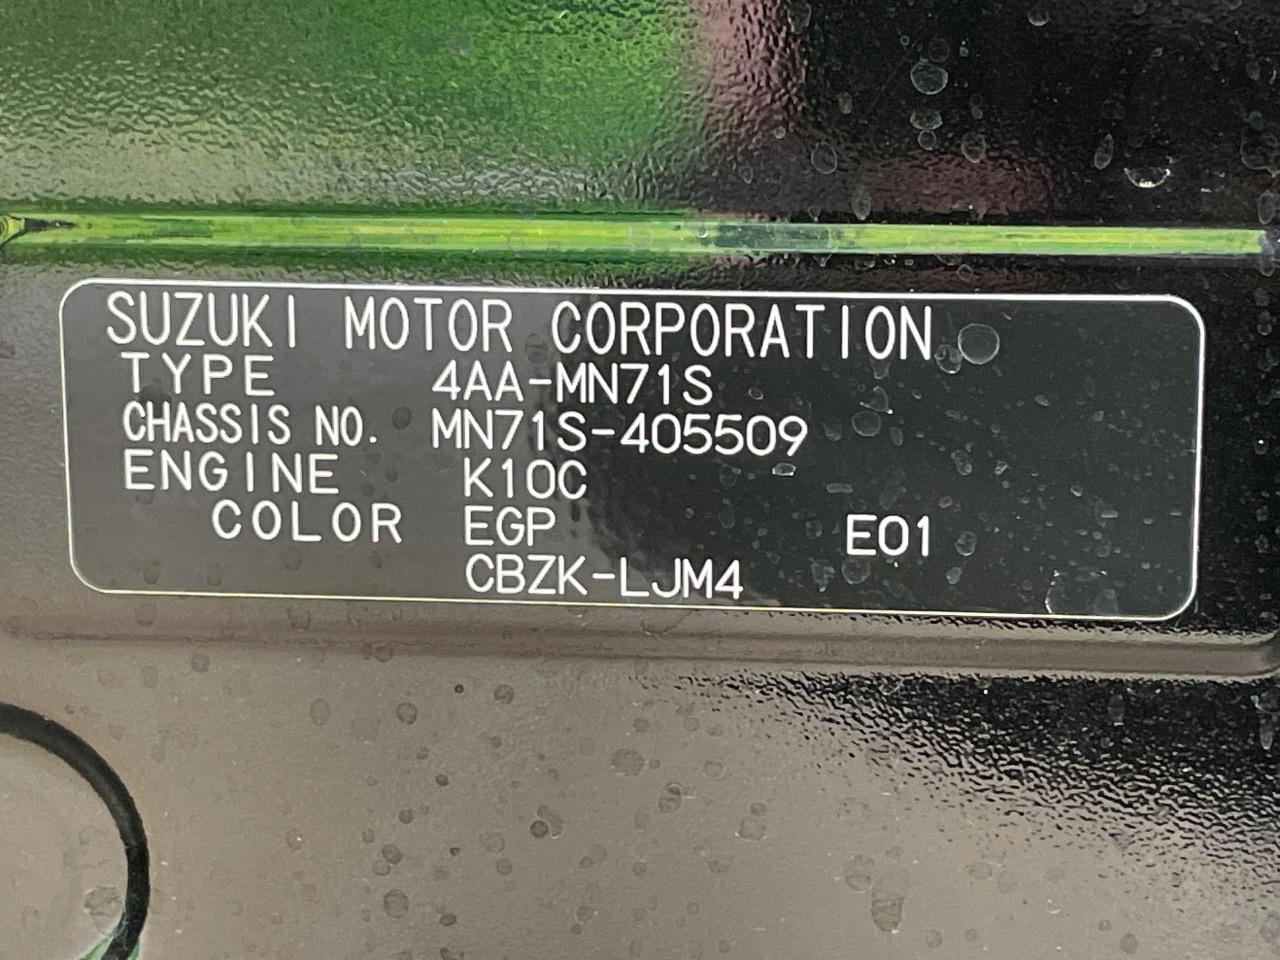 SUZUKI MOTOR CORPORATION
TYPE 4AA-MN71S
CHASSIS NO. MN71S-405509
ENGINE K10C
COLOR EGP E01
CBZK-LJM4